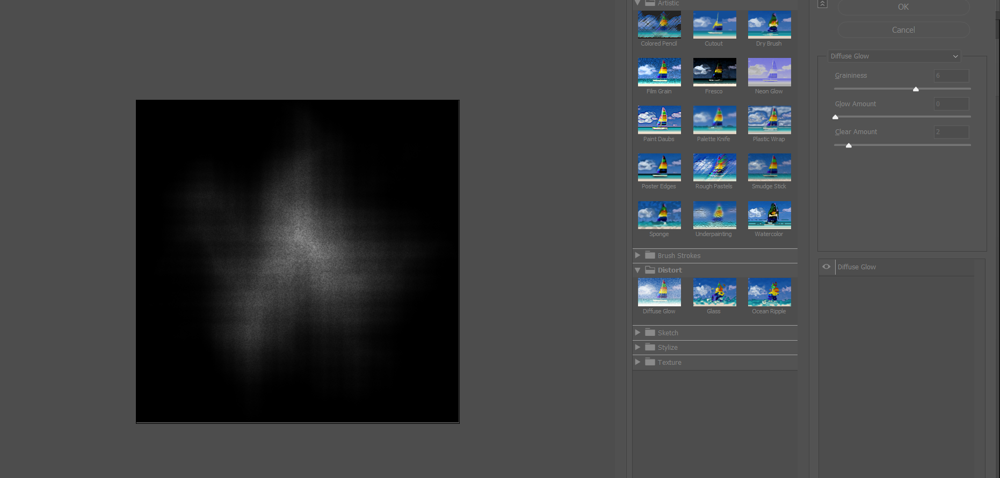 Artistic
Colored Pencil
Cutout
Dry Brush
Film Grain
Fresco
Neon Glow
Paint Daubs
Palette Knife
Plastic Wrap
Poster Edges
Rough Pastels
Smudge Stick
Sponge
Underpainting
Watercolor
Brush Strokes
Distort
Diffuse Glow
Glass
Ocean Ripple
Sketch
Stylize
Texture
OK
Cancel
Diffuse Glow
Graininess 6
Glow Amount 0
Clear Amount 2
Diffuse Glow